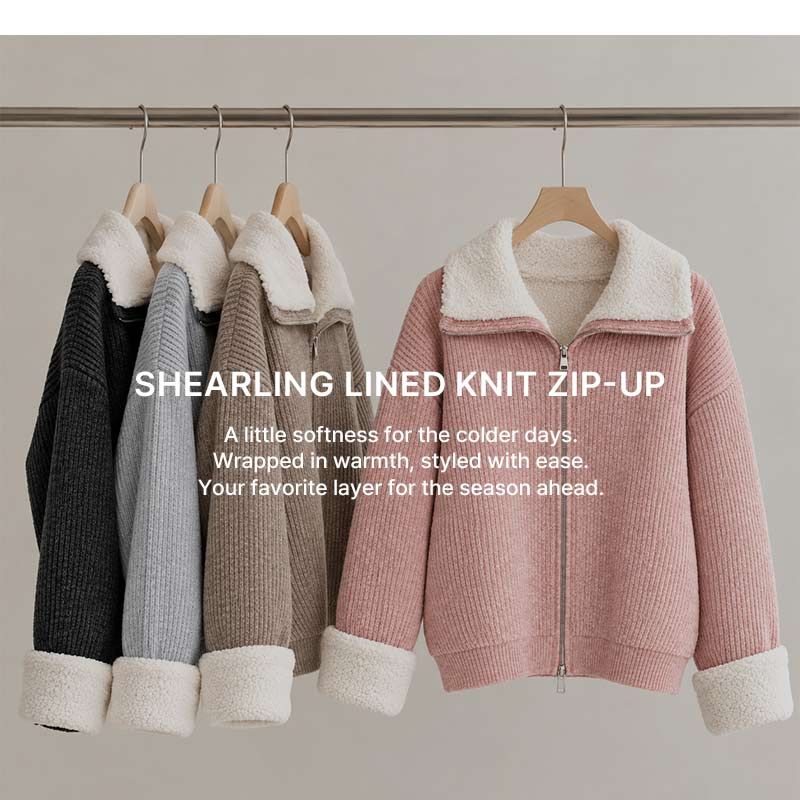 SHEARLING LINED KNIT ZIP-UP
A little softness for the colder days.
Wrapped in warmth, styled with ease.
Your favorite layer for the season ahead.